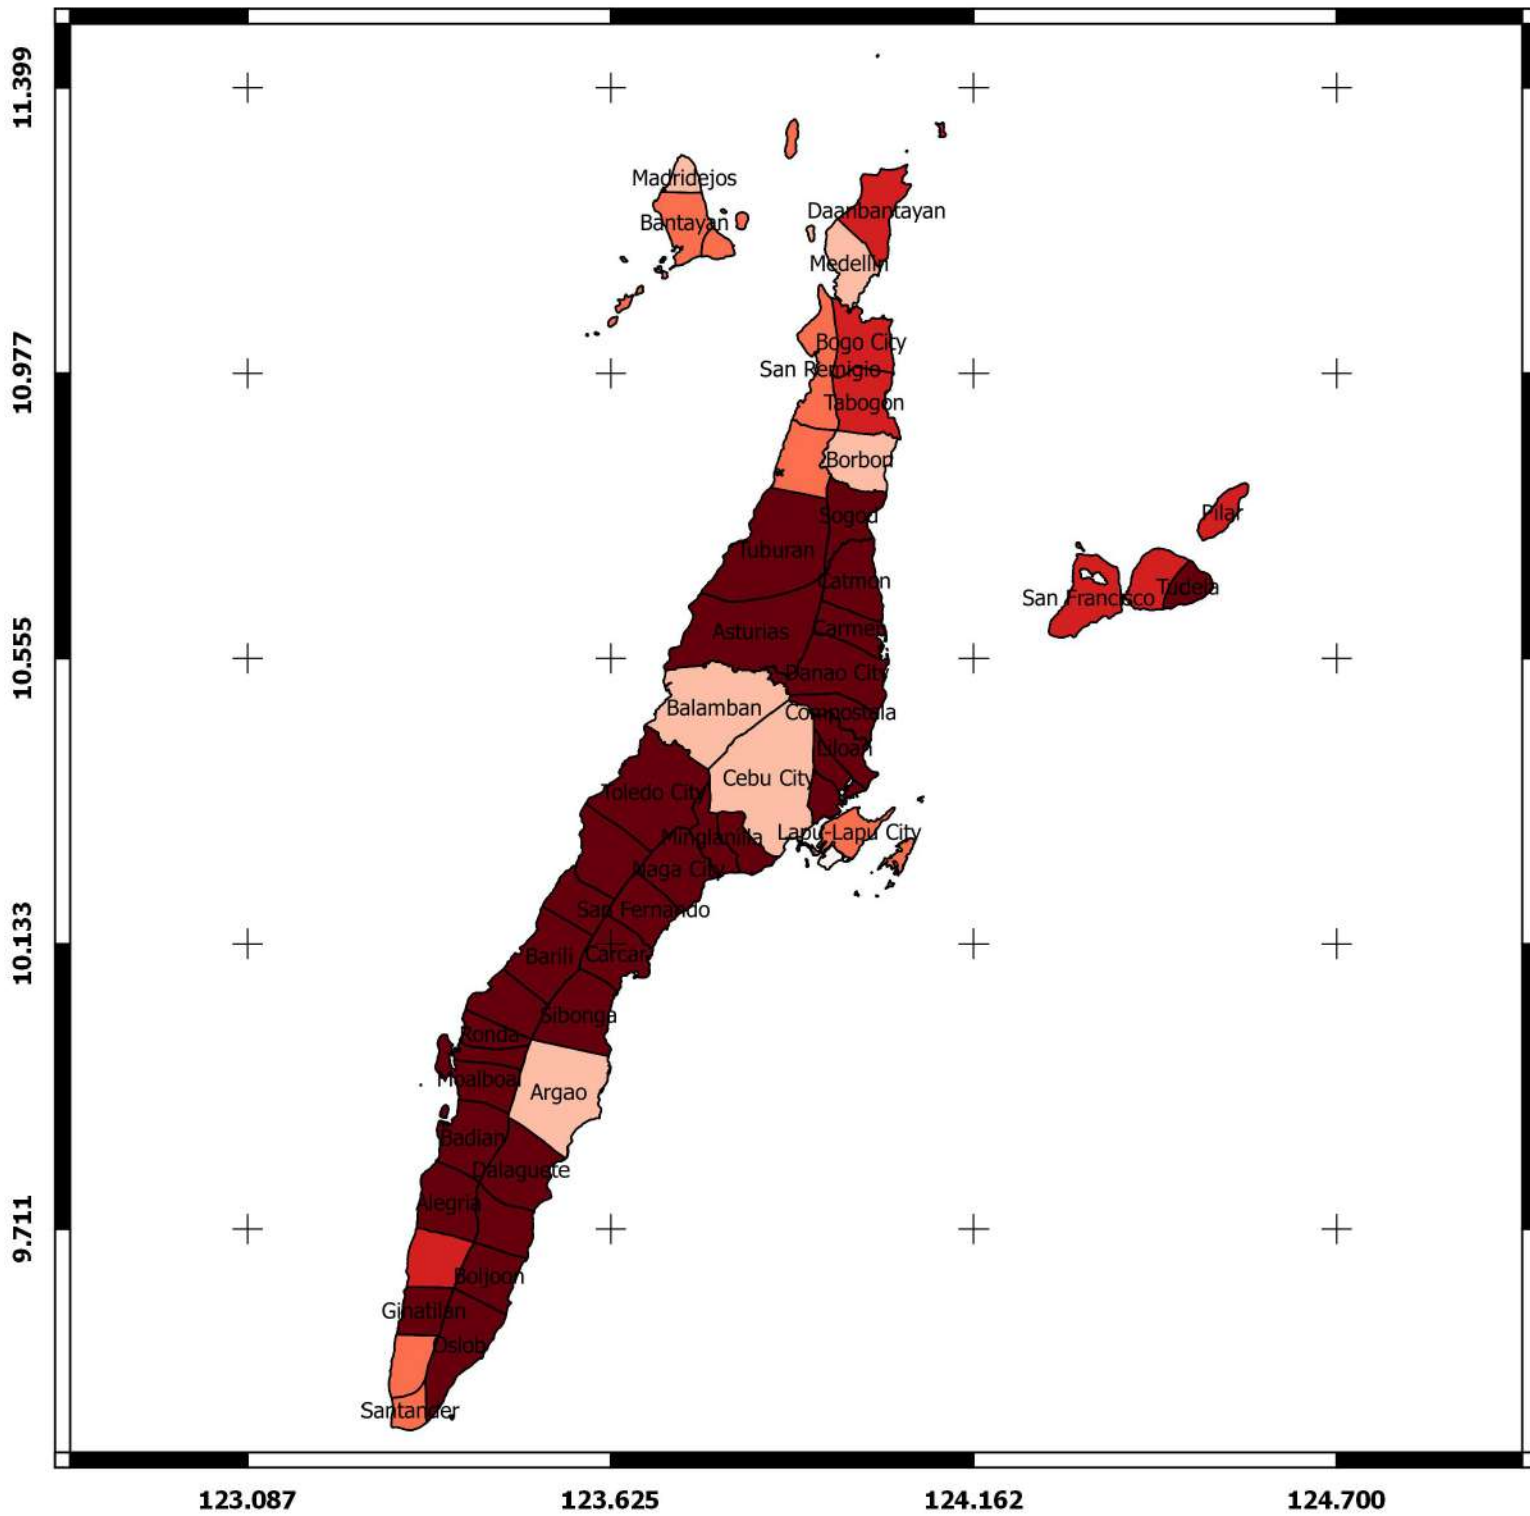 11.399
Madridejos
Daanbantayan
Bantayan
Medellin
Bogo City
San Remigio
10.977
Tabogon
Borbon
Pilar
Sogod
Tuburan
Catmon
Tudela
San Francisco
Carmen
Asturias
10.555
Danao City
Balamban
Compostala
Liloan
Cebu City
Toledo City
Lapu-Lapu City
Minglanilla
Naga City
San Fernando
10.133
Carcar
Barili
Sibonga
Ronda
Moalboal
Argao
Badian
Dalaguete
Alegria
9.711
Boljoon
Ginatilan
Oslob
Santander
123.087 123.625 124.162 124.700